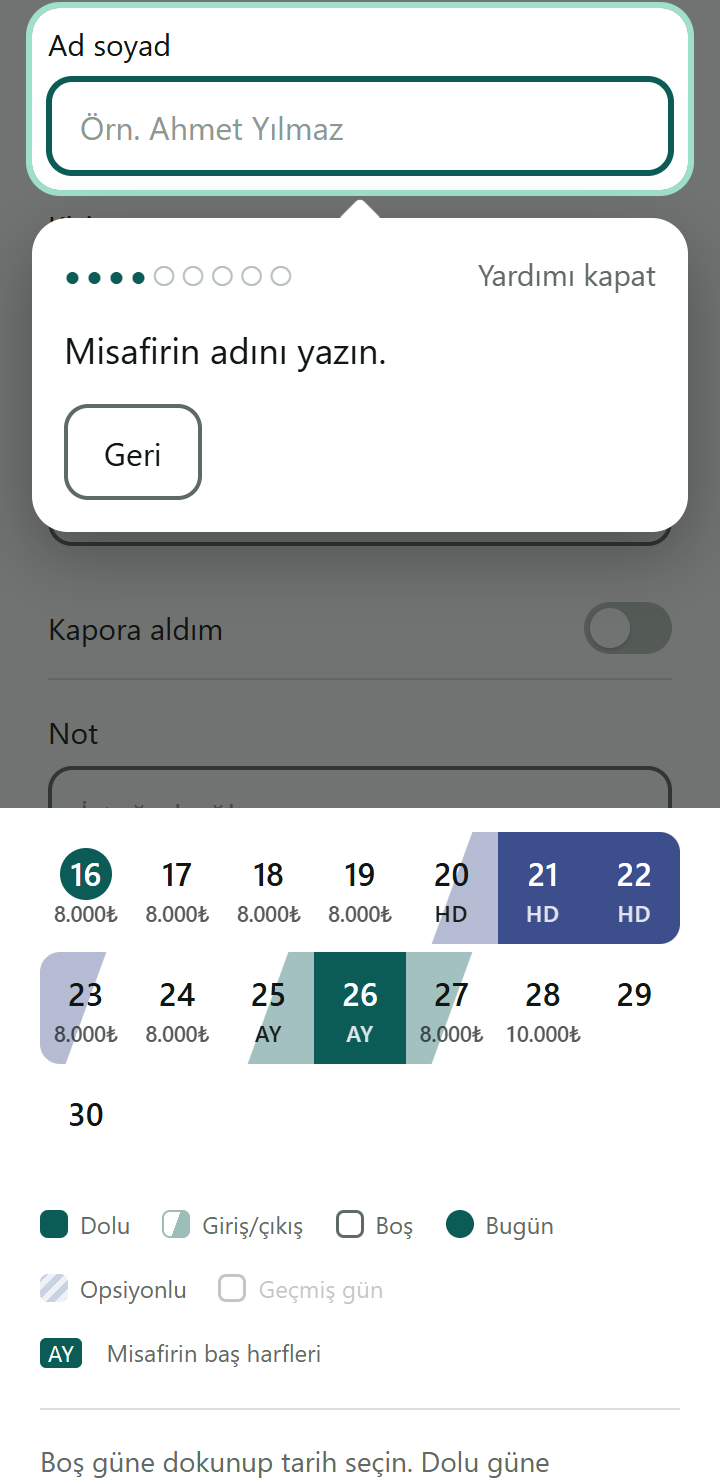 Ad soyad
Örn. Ahmet Yılmaz
Yardımı kapat
Misafirin adını yazın.
Geri
Kapora aldım
Not
16 17 18 19 20 21 22
8.000₺ 8.000₺ 8.000₺ 8.000₺ HD HD HD
23 24 25 26 27 28 29
8.000₺ 8.000₺ AY AY 8.000₺ 10.000₺
30
Dolu Giriş/çıkış Boş Bugün
Opsiyonlu Geçmiş gün
AY Misafirin baş harfleri
Boş güne dokunup tarih seçin. Dolu güne